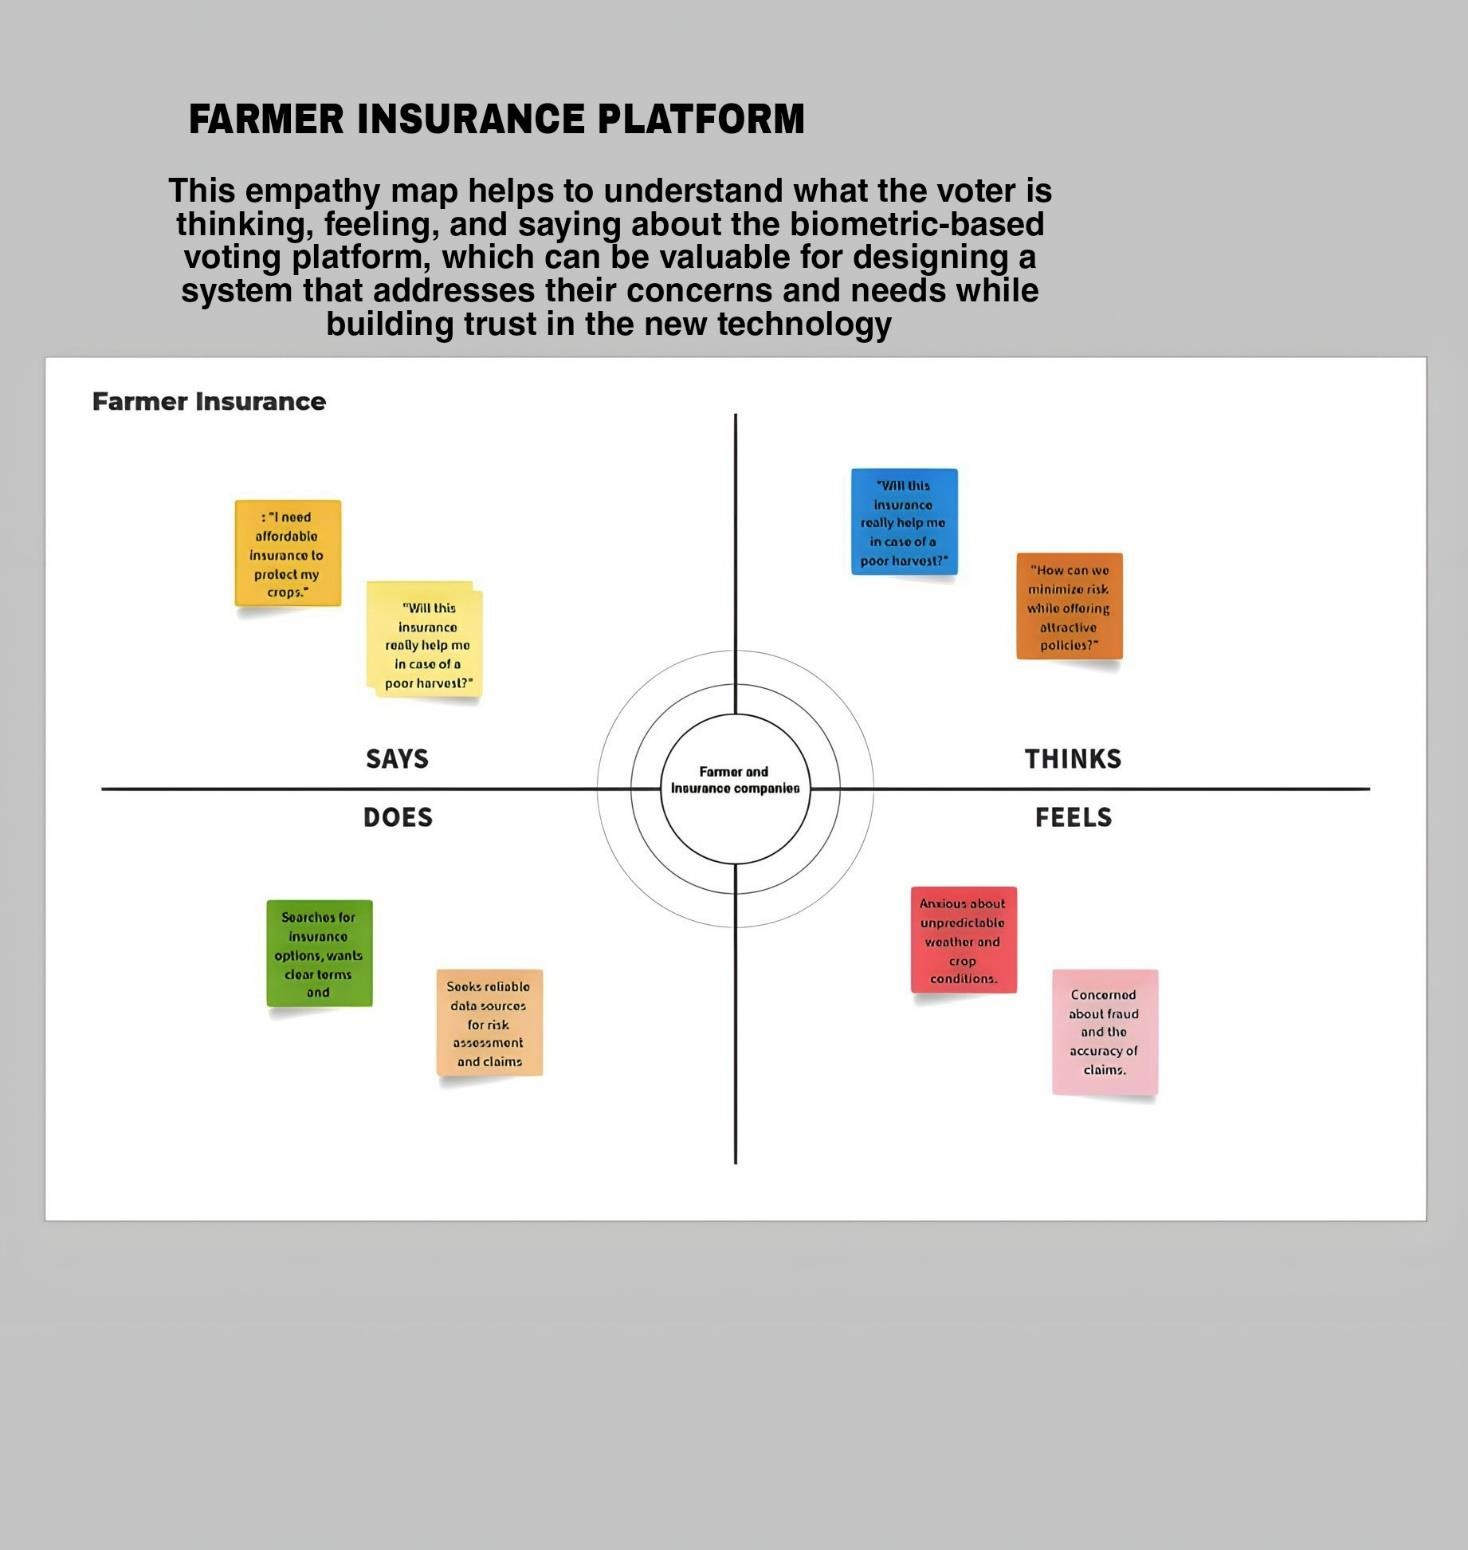 FARMER INSURANCE PLATFORM
This empathy map helps to understand what the voter is
thinking, feeling, and saying about the biometric-based
voting platform, which can be valuable for designing a
system that addresses their concerns and needs while
building trust in the new technology
Farmer Insurance
: "I need
affordable
insurance to
protect my
crops."
"Will this
insurance
really help me
in case of a
poor harvest?"
SAYS
"Will this
insurance
really help me
in case of a
poor harvest?"
"How can we
minimize risk
while offering
attractive
policies?"
THINKS
Farmer and
Insurance companies
DOES
Searches for
insurance
options, wants
clear terms
and
Seeks reliable
data sources
for risk
assessment
and claims
FEELS
Anxious about
unpredictable
weather and
crop
conditions.
Concerned
about fraud
and the
accuracy of
claims.